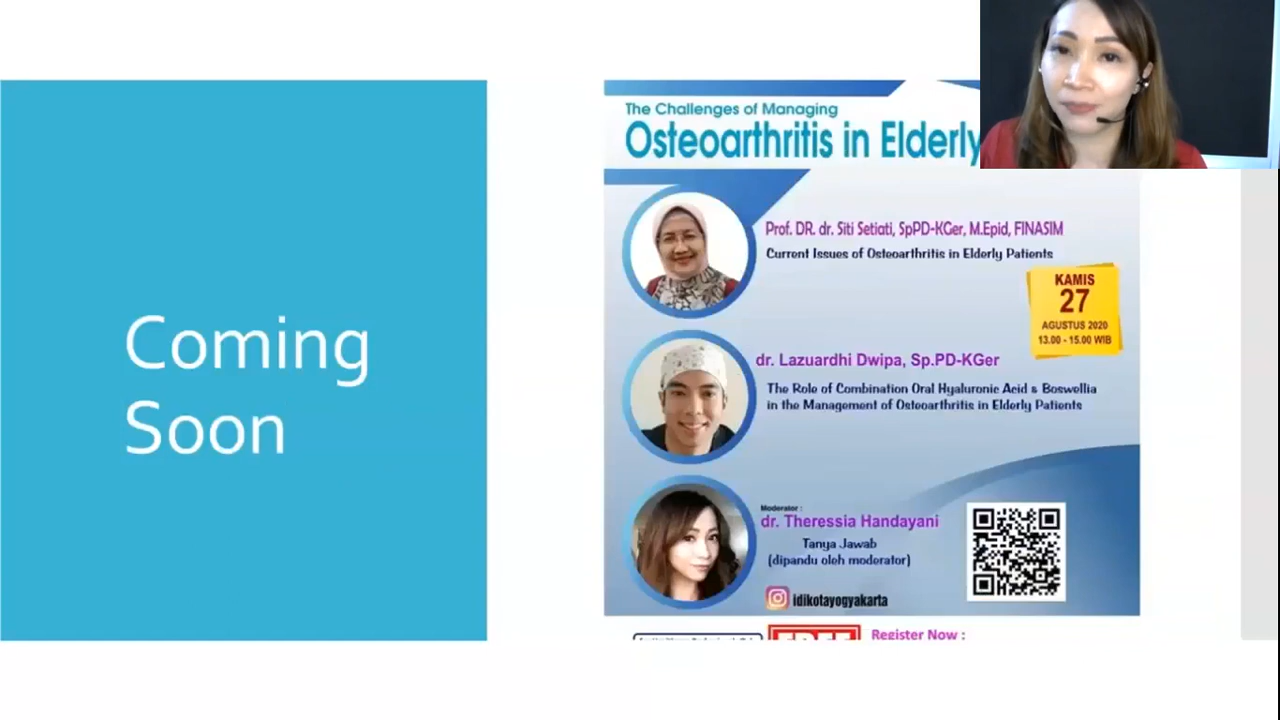 Coming
Soon
The Challenges of Managing
Osteoarthritis in Elderly
Prof. DR. dr. Siti Setiati, SpPD-KGer, M.Epid, FINASIM
Current Issues of Osteoarthritis in Elderly Patients
KAMIS
27
AGUSTUS 2020
13.00 - 15.00 WIB
dr. Lazuardhi Dwipa, Sp.PD-KGer
The Role of Combination Oral Hyaluronic Acid & Boswellia
in the Management of Osteoarthritis in Elderly Patients
Moderator :
dr. Theressia Handayani
Tanya Jawab
(dipandu oleh moderator)
idikotayogyakarta
Register Now :